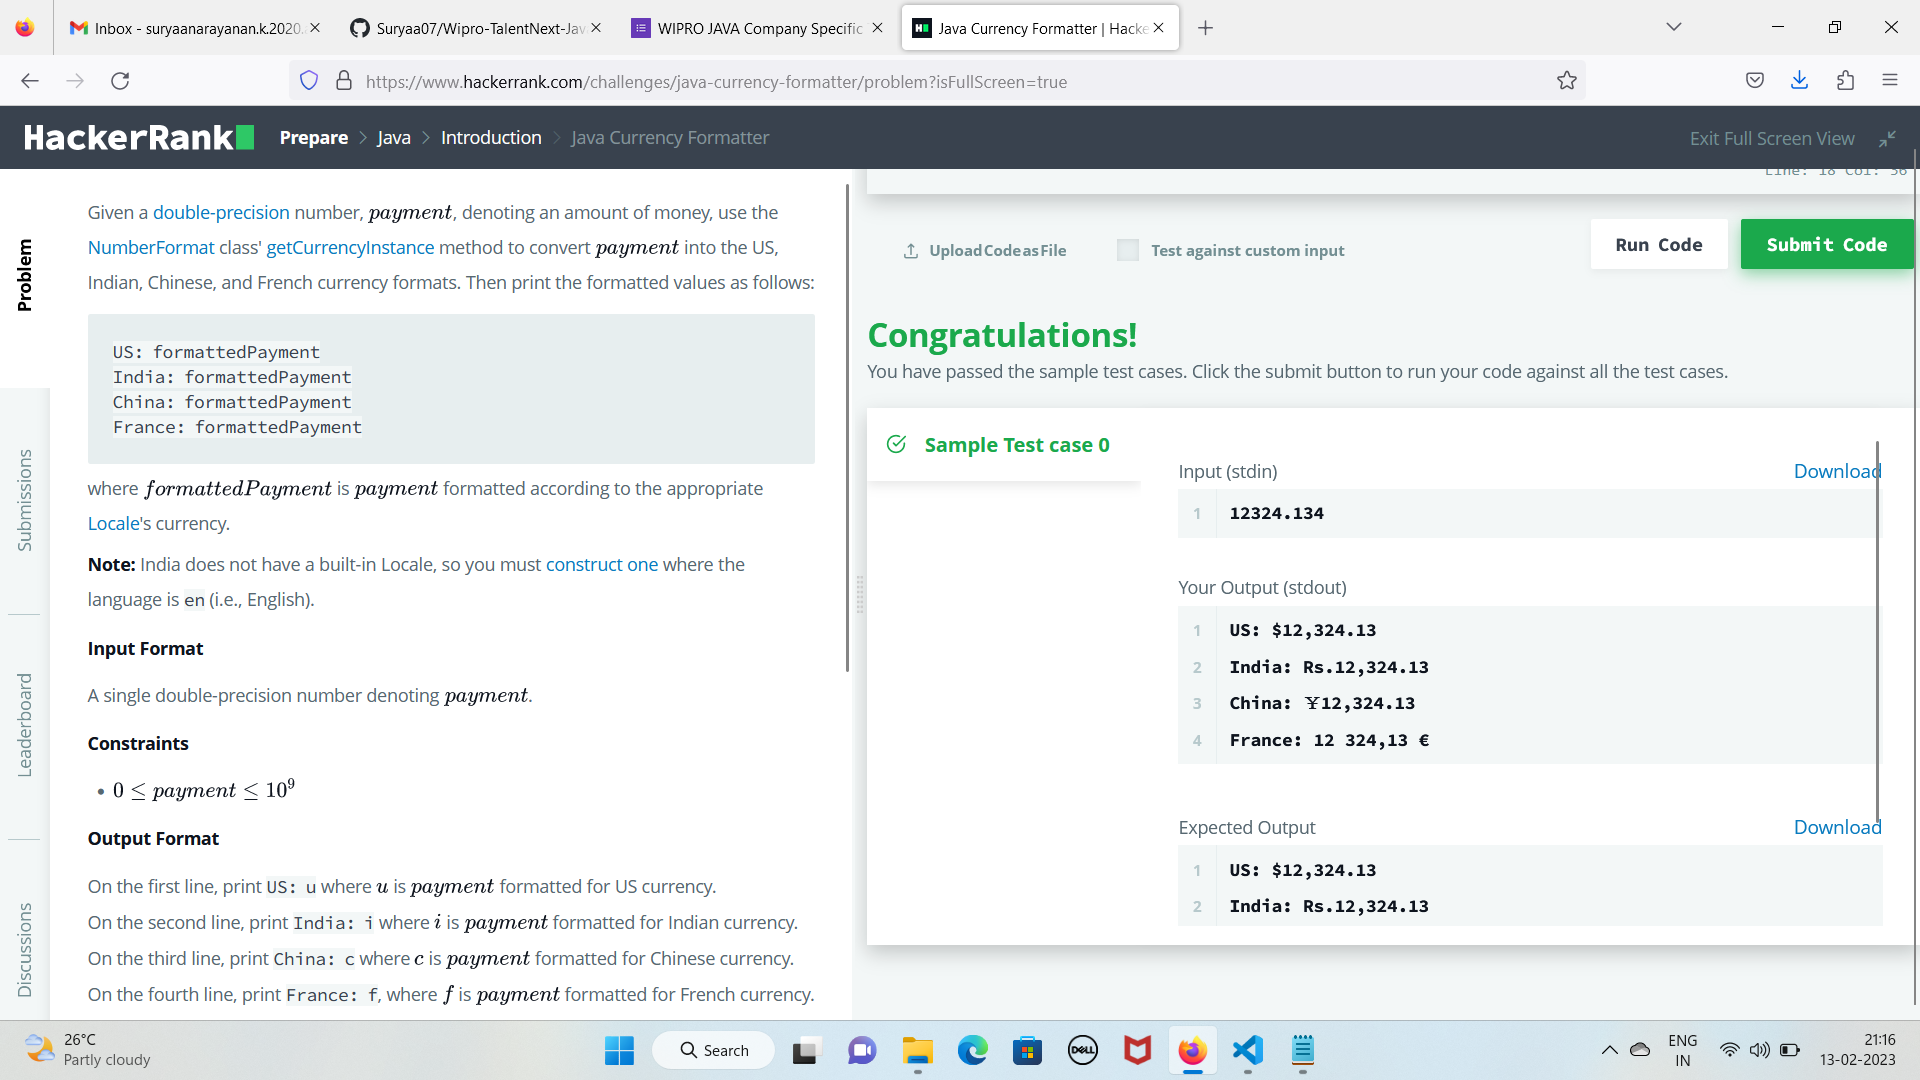 Inbox - suryaanarayanan.k.2020.
Suryaa07/Wipro-TalentNext-Jav
WIPRO JAVA Company Specific
Java Currency Formatter | Hacke
https://www.hackerrank.com/challenges/java-currency-formatter/problem?isFullScreen=true
HackerRank
Prepare > Java > Introduction > Java Currency Formatter
Exit Full Screen View
Problem
Submissions
Leaderboard
Discussions
Given a double-precision number, payment, denoting an amount of money, use the
NumberFormat class' getCurrencyInstance method to convert payment into the US,
Indian, Chinese, and French currency formats. Then print the formatted values as follows:
US: formattedPayment
India: formattedPayment
China: formattedPayment
France: formattedPayment
where formattedPayment is payment formatted according to the appropriate
Locale's currency.
Note: India does not have a built-in Locale, so you must construct one where the
language is en (i.e., English).
Input Format
A single double-precision number denoting payment.
Constraints
• 0 ≤ payment ≤ 10⁹
Output Format
On the first line, print US: u where u is payment formatted for US currency.
On the second line, print India: i where i is payment formatted for Indian currency.
On the third line, print China: c where c is payment formatted for Chinese currency.
On the fourth line, print France: f, where f is payment formatted for French currency.
Line: 18 Col: 36
Upload Code as File
Test against custom input
Run Code
Submit Code
Congratulations!
You have passed the sample test cases. Click the submit button to run your code against all the test cases.
Sample Test case 0
Input (stdin)
Download
1 12324.134
Your Output (stdout)
1 US: $12,324.13
2 India: Rs.12,324.13
3 China: ￥12,324.13
4 France: 12 324,13 €
Expected Output
Download
1 US: $12,324.13
2 India: Rs.12,324.13
26°C
Partly cloudy
Search
DELL
ENG
IN
21:16
13-02-2023